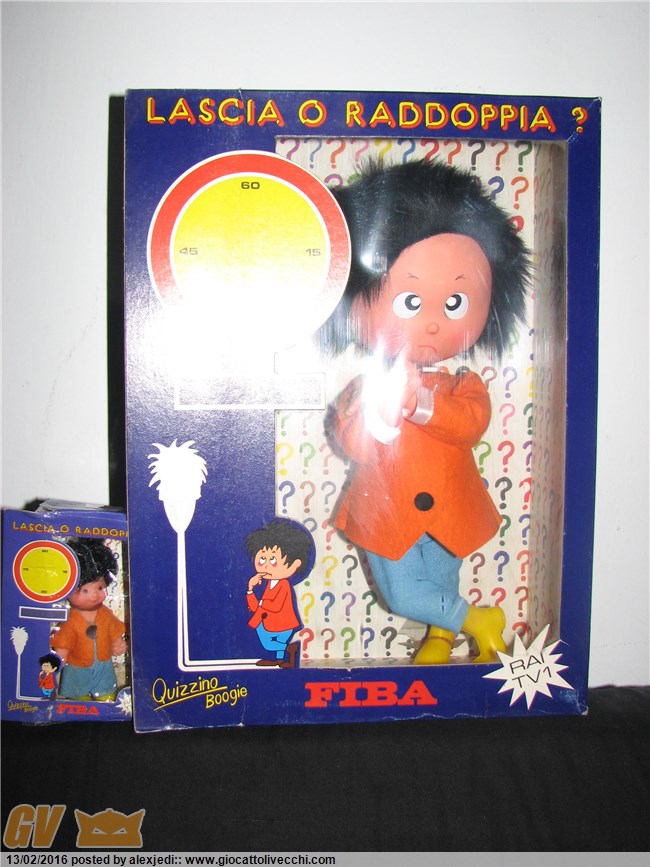 LASCIA O RADDOPPIA ?
60
45 15
Quizzino
Boogie
FIBA
RAI
TV1
LASCIA O RADDOPP
Quizzino
Boogie
FIBA
GV
13/02/2016 posted by alexjedi:: www.giocattolivecchi.com